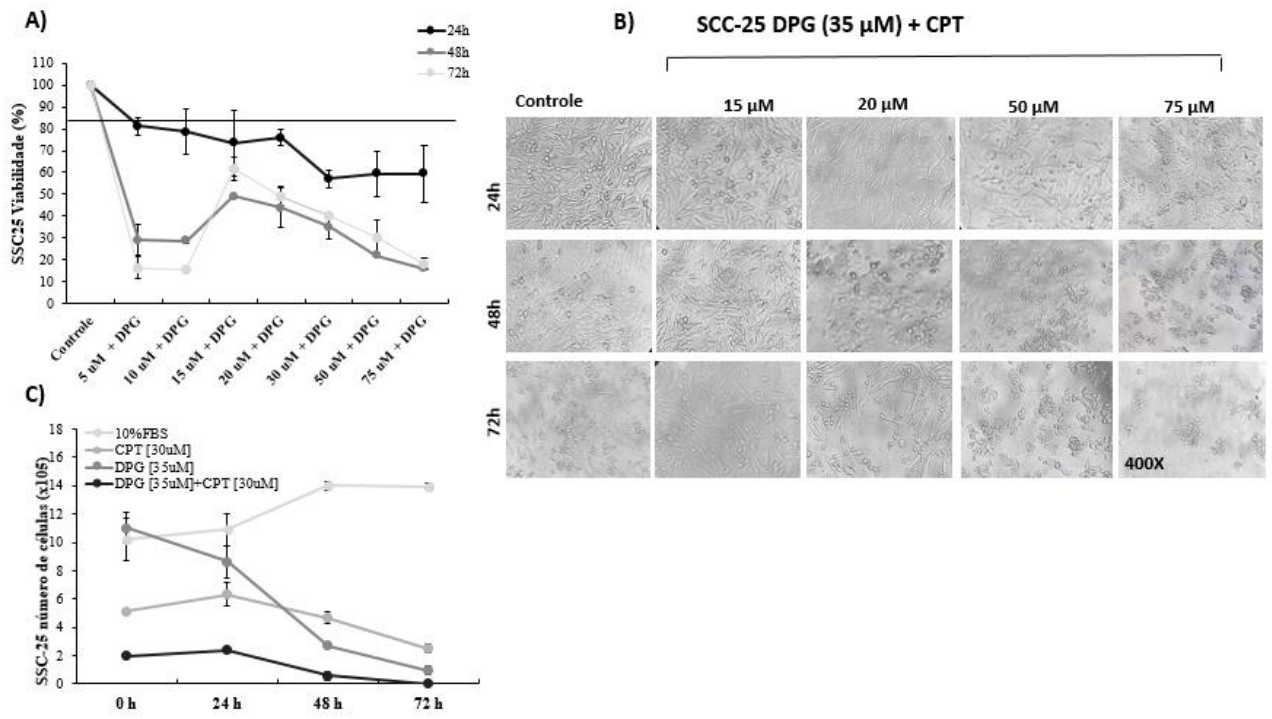 A)
24h
48h
72h
110
100
90
80
70
60
50
40
30
20
10
0
SSC25 Viabilidade (%)
Controle
5 uM + DPG
10 uM + DPG
15 uM + DPG
20 uM + DPG
30 uM + DPG
50 uM + DPG
75 uM + DPG
B)
SCC-25 DPG (35 µM) + CPT
Controle 15 µM 20 µM 50 µM 75 µM
24h
48h
72h
400X
C)
18
16
14
12
10
8
6
4
2
0
SSC-25 número de células (x105)
10%FBS
CPT [30uM]
DPG [35uM]
DPG [35uM]+CPT [30uM]
0 h 24 h 48 h 72 h